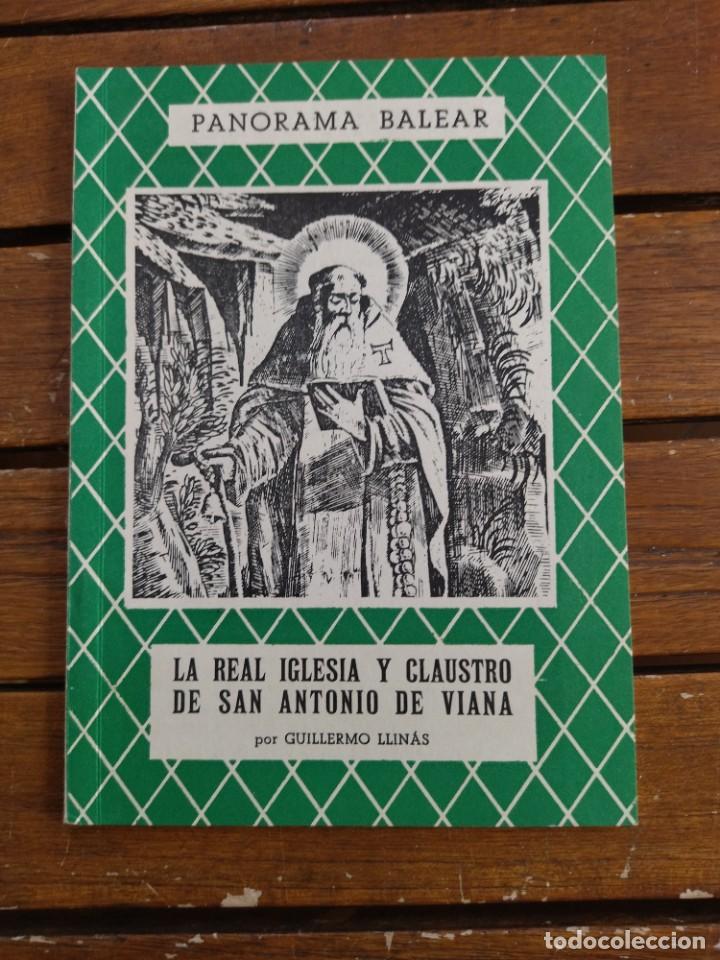 PANORAMA BALEAR
T
LA REAL IGLESIA Y CLAUSTRO
DE SAN ANTONIO DE VIANA
por GUILLERMO LLINÁS
todocoleccion